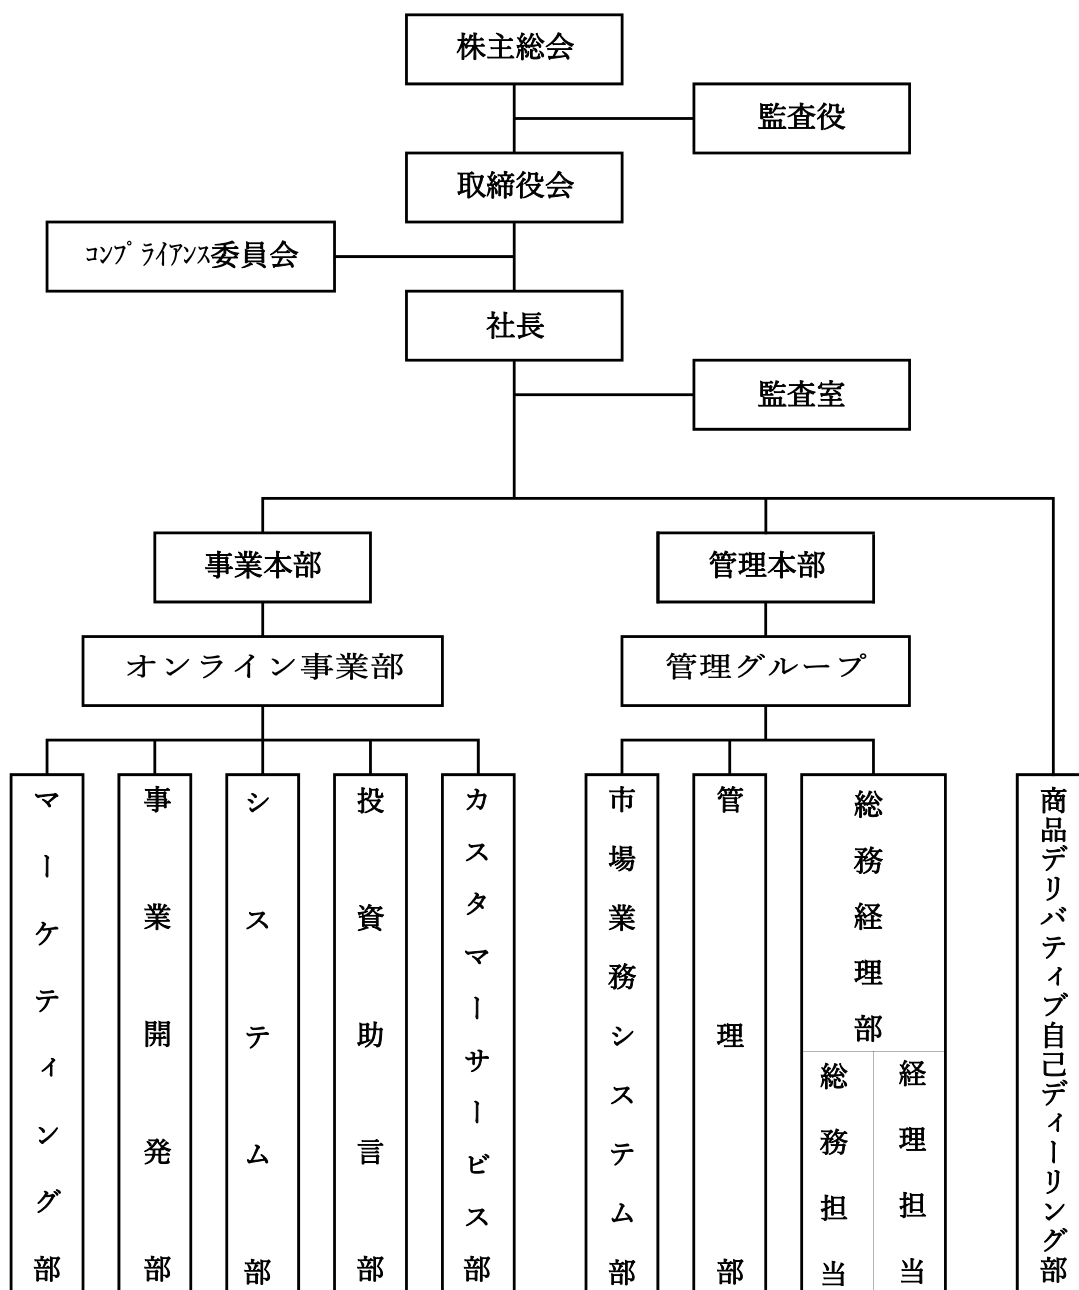 株主総会
監査役
取締役会
ｺﾝﾌﾟﾗｲｱﾝｽ委員会
社長
監査室
事業本部
管理本部
オンライン事業部
管理グループ
マーケティング部
事業開発部
システム部
投資助言部
カスタマーサービス部
市場業務システム部
管理部
総務経理部
総務担当
経理担当
商品デリバティブ自己ディーリング部